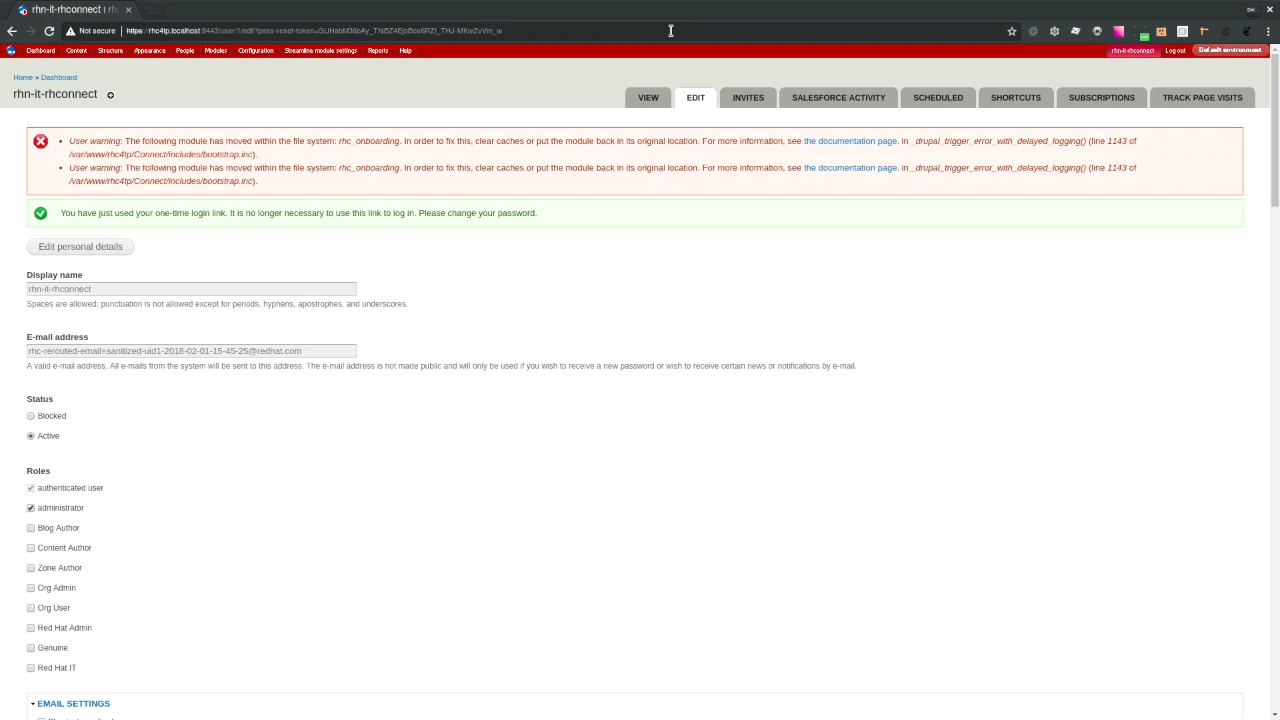 rhn-it-rhconnect | rh
Not secure | https://rhc4tp.localhost:8443/user/1/edit?pass-reset-token=
Dashboard Content Structure Appearance People Modules Configuration Streamline module settings Reports Help rhn-it-rhconnect Log out Default environment
Home » Dashboard
rhn-it-rhconnect
VIEW EDIT INVITES SALESFORCE ACTIVITY SCHEDULED SHORTCUTS SUBSCRIPTIONS TRACK PAGE VISITS
• User warning: The following module has moved within the file system: rhc_onboarding. In order to fix this, clear caches or put the module back in its original location. For more information, see the documentation page. in _drupal_trigger_error_with_delayed_logging() (line 1143 of
/var/www/rhc4tp/Connect/includes/bootstrap.inc).
• User warning: The following module has moved within the file system: rhc_onboarding. In order to fix this, clear caches or put the module back in its original location. For more information, see the documentation page. in _drupal_trigger_error_with_delayed_logging() (line 1143 of
/var/www/rhc4tp/Connect/includes/bootstrap.inc).
You have just used your one-time login link. It is no longer necessary to use this link to log in. Please change your password.
Edit personal details
Display name
rhn-it-rhconnect
Spaces are allowed; punctuation is not allowed except for periods, hyphens, apostrophes, and underscores.
E-mail address
rhc-rerouted-email+sanitized-uid1-2018-02-01-15-45-25@redhat.com
A valid e-mail address. All e-mails from the system will be sent to this address. The e-mail address is not made public and will only be used if you wish to receive a new password or wish to receive certain news or notifications by e-mail.
Status
Blocked
Active
Roles
authenticated user
administrator
Blog Author
Content Author
Zone Author
Org Admin
Org User
Red Hat Admin
Genuine
Red Hat IT
EMAIL SETTINGS